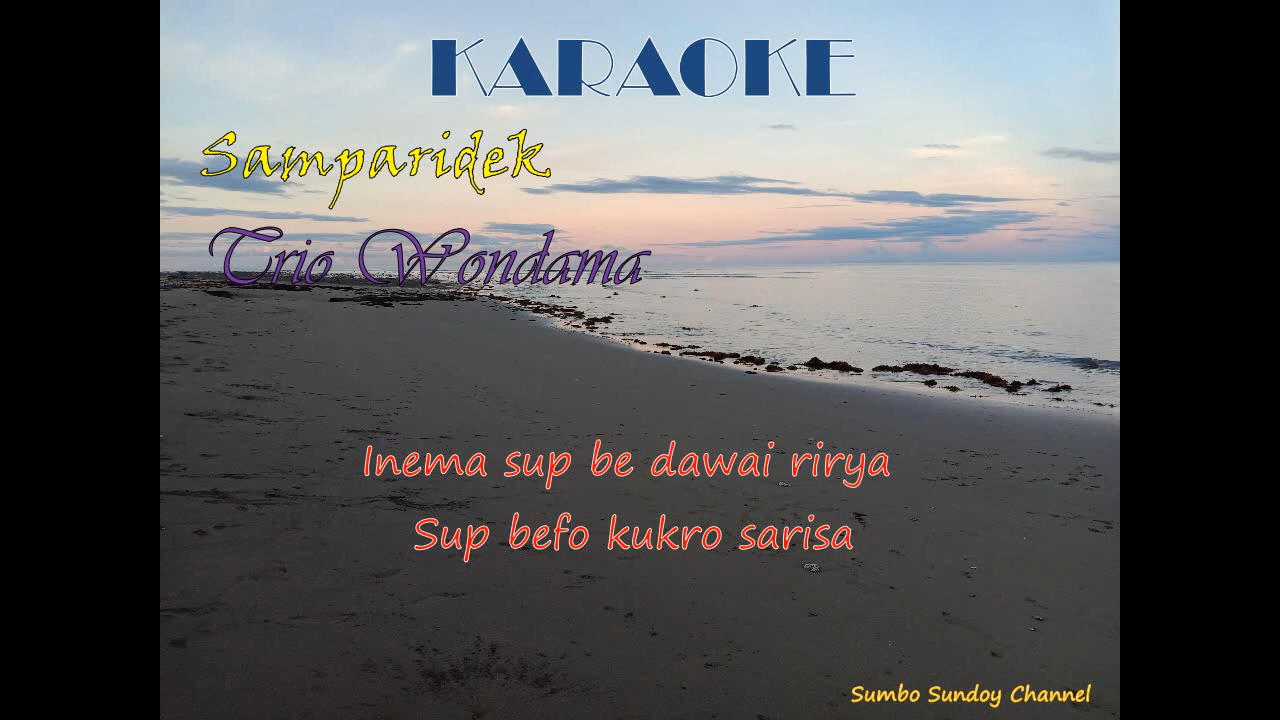 KARAOKE
Samparidek
Trio Wondama
Inema sup be dawai rirya
Sup befo kukro sarisa
Sumbo Sundoy Channel